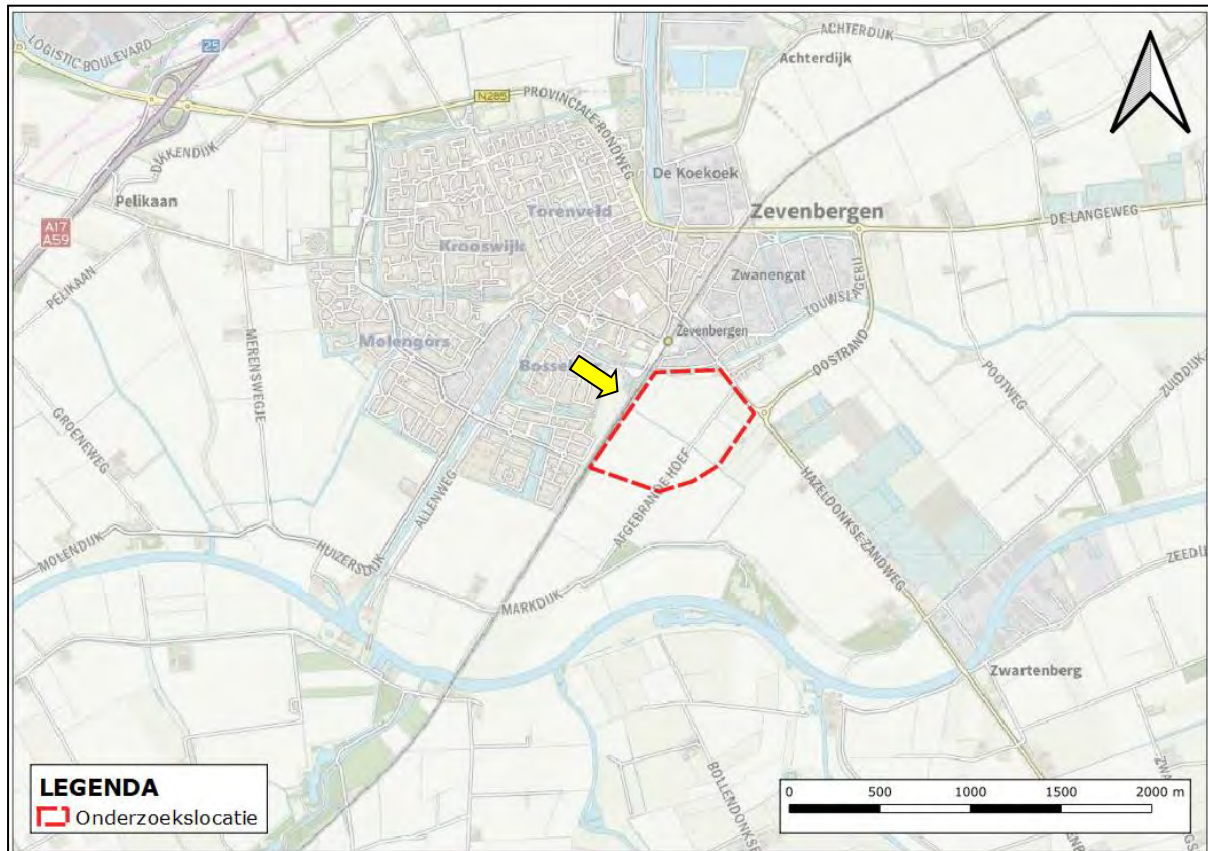 LOGISTIC BOULEVARD
25
N285
PROVINCIALE RONDWEG
ACHTERDIJK
Achterdijk
DIKKENDIJK
Pelikaan
A17
A59
PELIKAAN
De Koekoek
Torenveld
Zevenbergen
DE LANGEWEG
Krooswijk
Zwanengat
TOUWSLAGERIJ
MERENSWEGJE
Molengors
Zevenbergen
OOSTRAND
POOTWEG
ZUIDDIJK
GROENEWEG
ALLENWEG
AFGEBRANDE HOEF
HAZELDONKSE ZANDWEG
MOLENDIJK
HUIZERSDIJK
MARKDIJK
Zwartenberg
LEGENDA
Onderzoekslocatie
0 500 1000 1500 2000 m